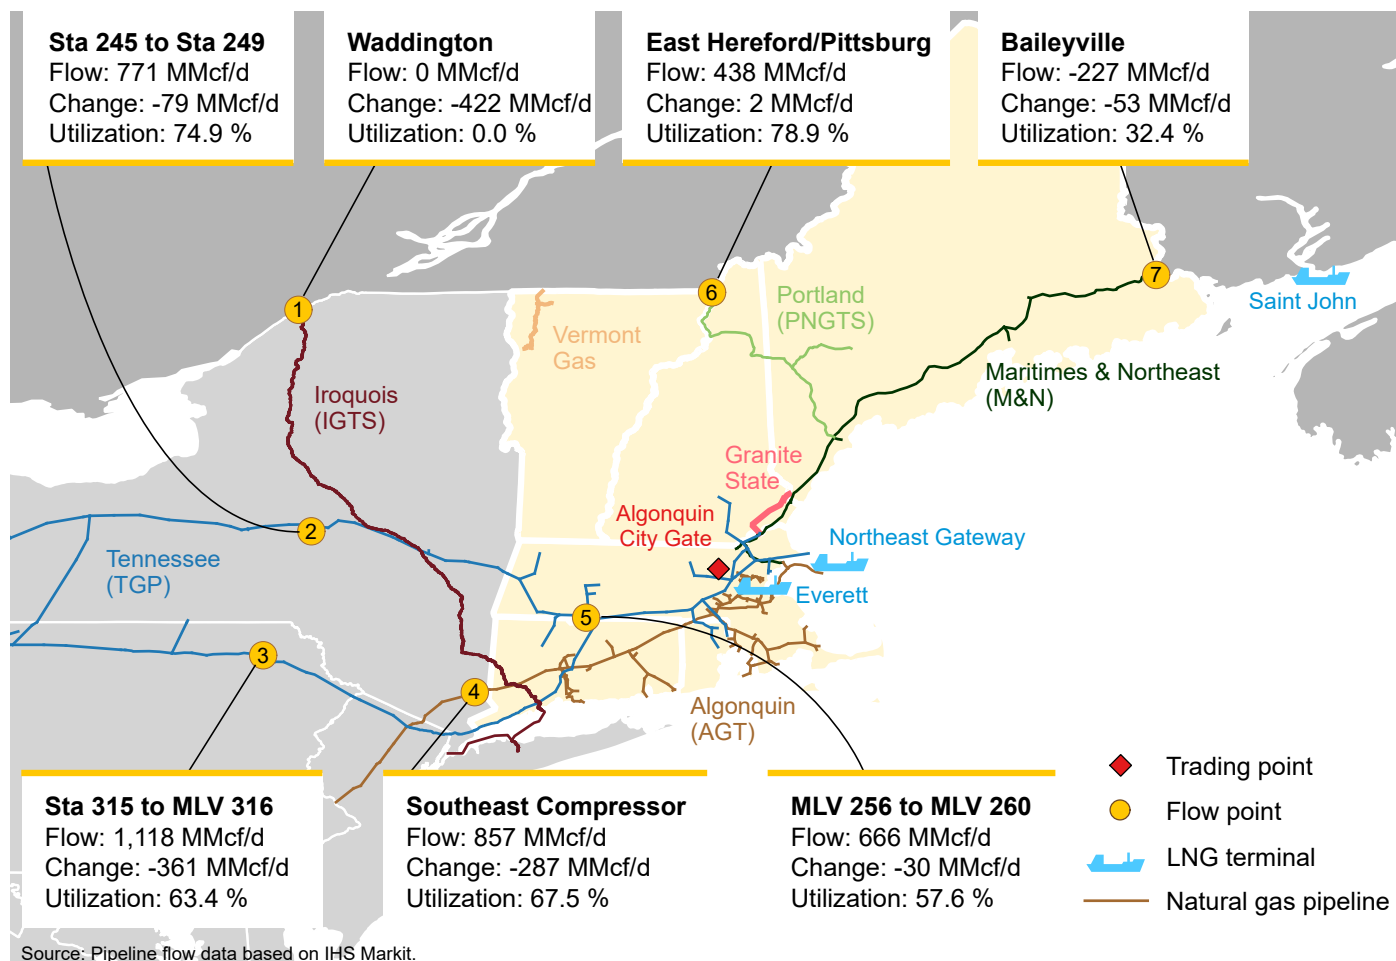 Sta 245 to Sta 249
Flow: 771 MMcf/d
Change: -79 MMcf/d
Utilization: 74.9 %
Waddington
Flow: 0 MMcf/d
Change: -422 MMcf/d
Utilization: 0.0 %
East Hereford/Pittsburg
Flow: 438 MMcf/d
Change: 2 MMcf/d
Utilization: 78.9 %
Baileyville
Flow: -227 MMcf/d
Change: -53 MMcf/d
Utilization: 32.4 %
7
6
1
Saint John
Portland
(PNGTS)
Vermont
Gas
Maritimes & Northeast
(M&N)
Iroquois
(IGTS)
Granite
State
Algonquin
City Gate
2
Northeast Gateway
Tennessee
(TGP)
Everett
5
3
4
Algonquin
(AGT)
Sta 315 to MLV 316
Flow: 1,118 MMcf/d
Change: -361 MMcf/d
Utilization: 63.4 %
Southeast Compressor
Flow: 857 MMcf/d
Change: -287 MMcf/d
Utilization: 67.5 %
MLV 256 to MLV 260
Flow: 666 MMcf/d
Change: -30 MMcf/d
Utilization: 57.6 %
Trading point
Flow point
LNG terminal
Natural gas pipeline
Source: Pipeline flow data based on IHS Markit.